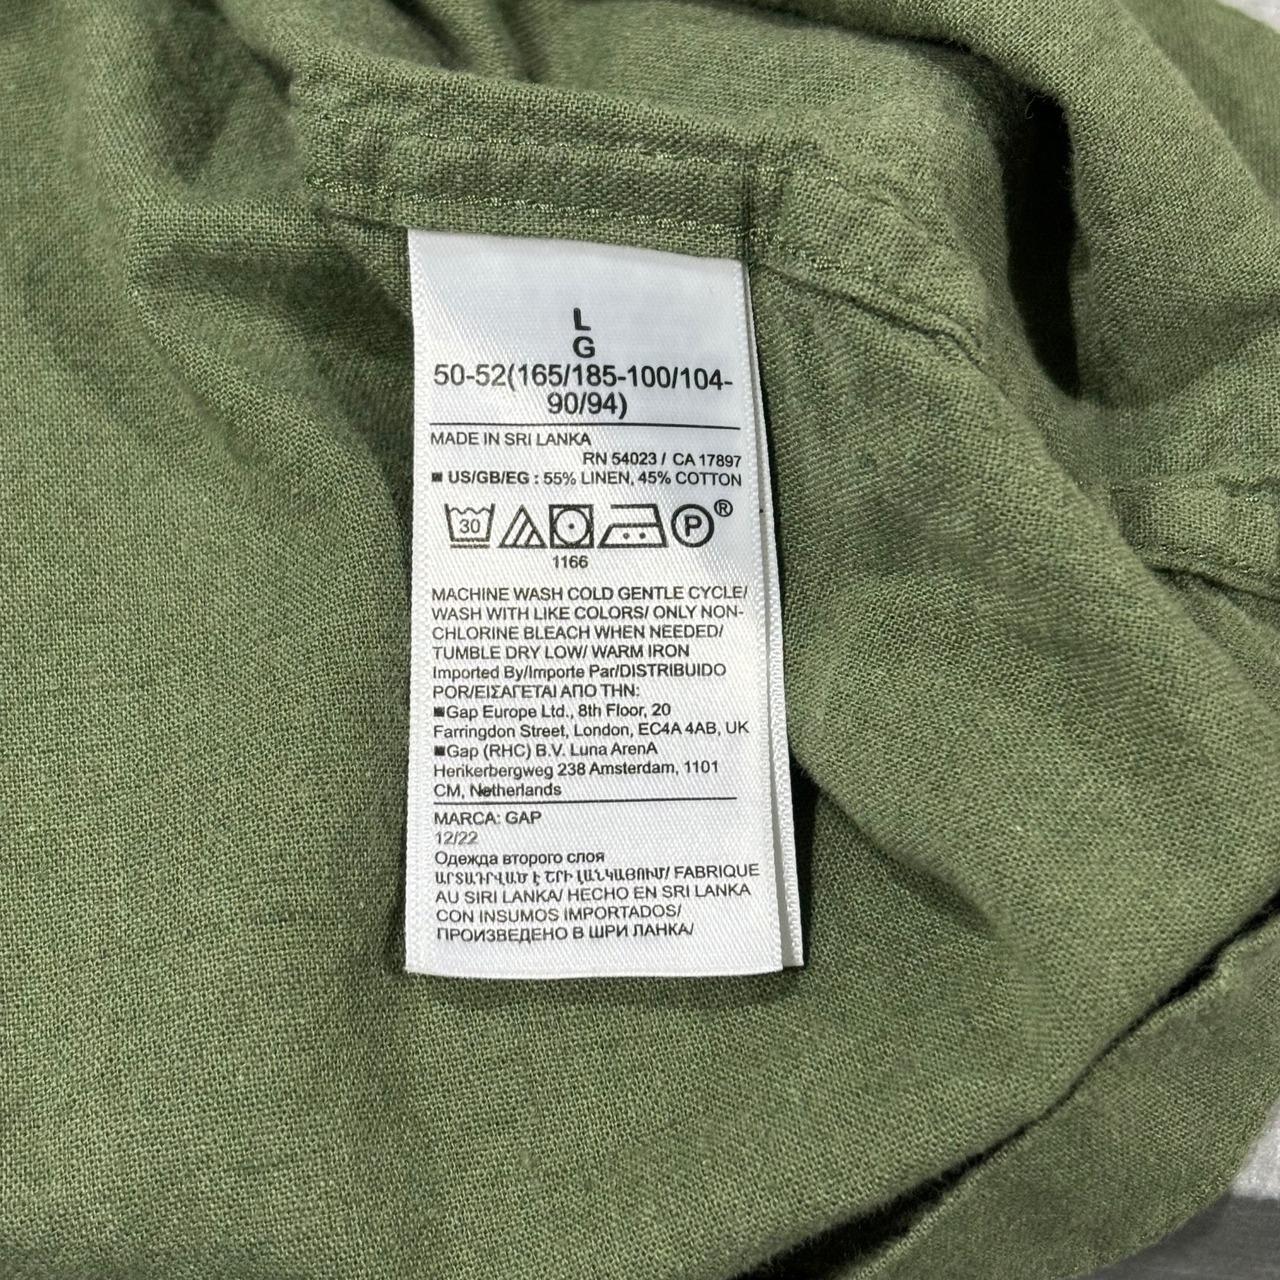 L
G
50-52(165/185-100/104-
90/94)
MADE IN SRI LANKA
RN 54023 / CA 17897
■ US/GB/EG : 55% LINEN, 45% COTTON
30
P®
1166
MACHINE WASH COLD GENTLE CYCLE/
WASH WITH LIKE COLORS/ ONLY NON-
CHLORINE BLEACH WHEN NEEDED/
TUMBLE DRY LOW/ WARM IRON
Imported By/Importe Par/DISTRIBUIDO
POR/ΕΙΣΑΓΕΤΑΙ ΑΠΟ ΤΗΝ:
■Gap Europe Ltd., 8th Floor, 20
Farringdon Street, London, EC4A 4AB, UK
■Gap (RHC) B.V. Luna ArenA
Herikerbergweg 238 Amsterdam, 1101
CM, Netherlands
MARCA: GAP
12/22
Одежда второго слоя
ԱՐՏԱԴՐՎԱԾ Է ՇՐԻ ԼԱՆԿԱՅՈՒՄ/ FABRIQUE
AU SIRI LANKA/ HECHO EN SRI LANKA
CON INSUMOS IMPORTADOS/
ПРОИЗВЕДЕНО В ШРИ ЛАНКА/